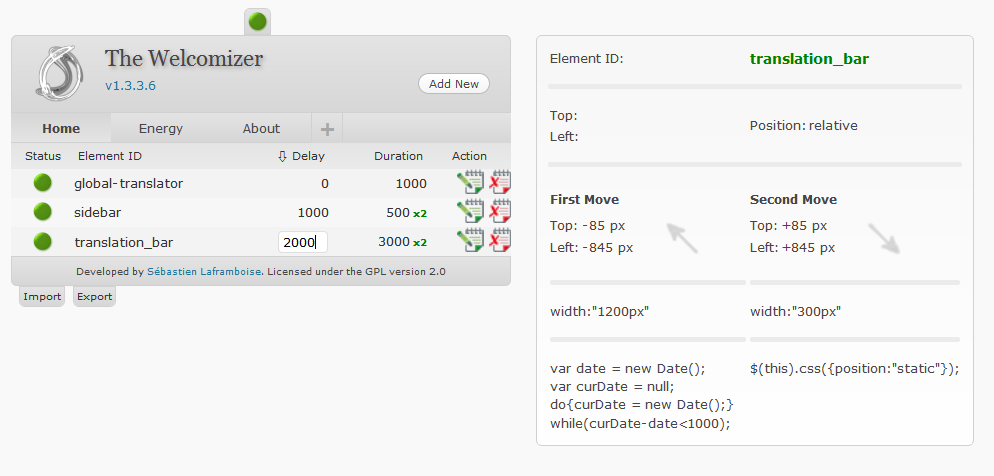 The Welcomizer
v1.3.3.6
Add New
Home Energy About +
Status Element ID ⇩ Delay Duration Action
global-translator 0 1000
sidebar 1000 500 x2
translation_bar 2000 3000 x2
Developed by Sébastien Laframboise. Licensed under the GPL version 2.0
Import Export
Element ID: translation_bar
Top:
Left:
Position: relative
First Move Second Move
Top: -85 px Top: +85 px
Left: -845 px Left: +845 px
width:"1200px" width:"300px"
var date = new Date(); $(this).css({position:"static"});
var curDate = null;
do{curDate = new Date();}
while(curDate-date<1000);